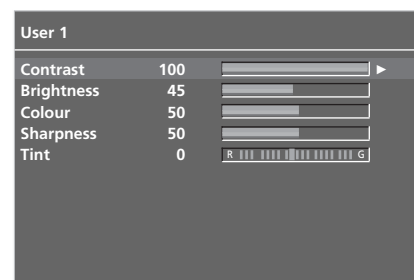 User 1
Contrast 100
Brightness 45
Colour 50
Sharpness 50
Tint 0 R G